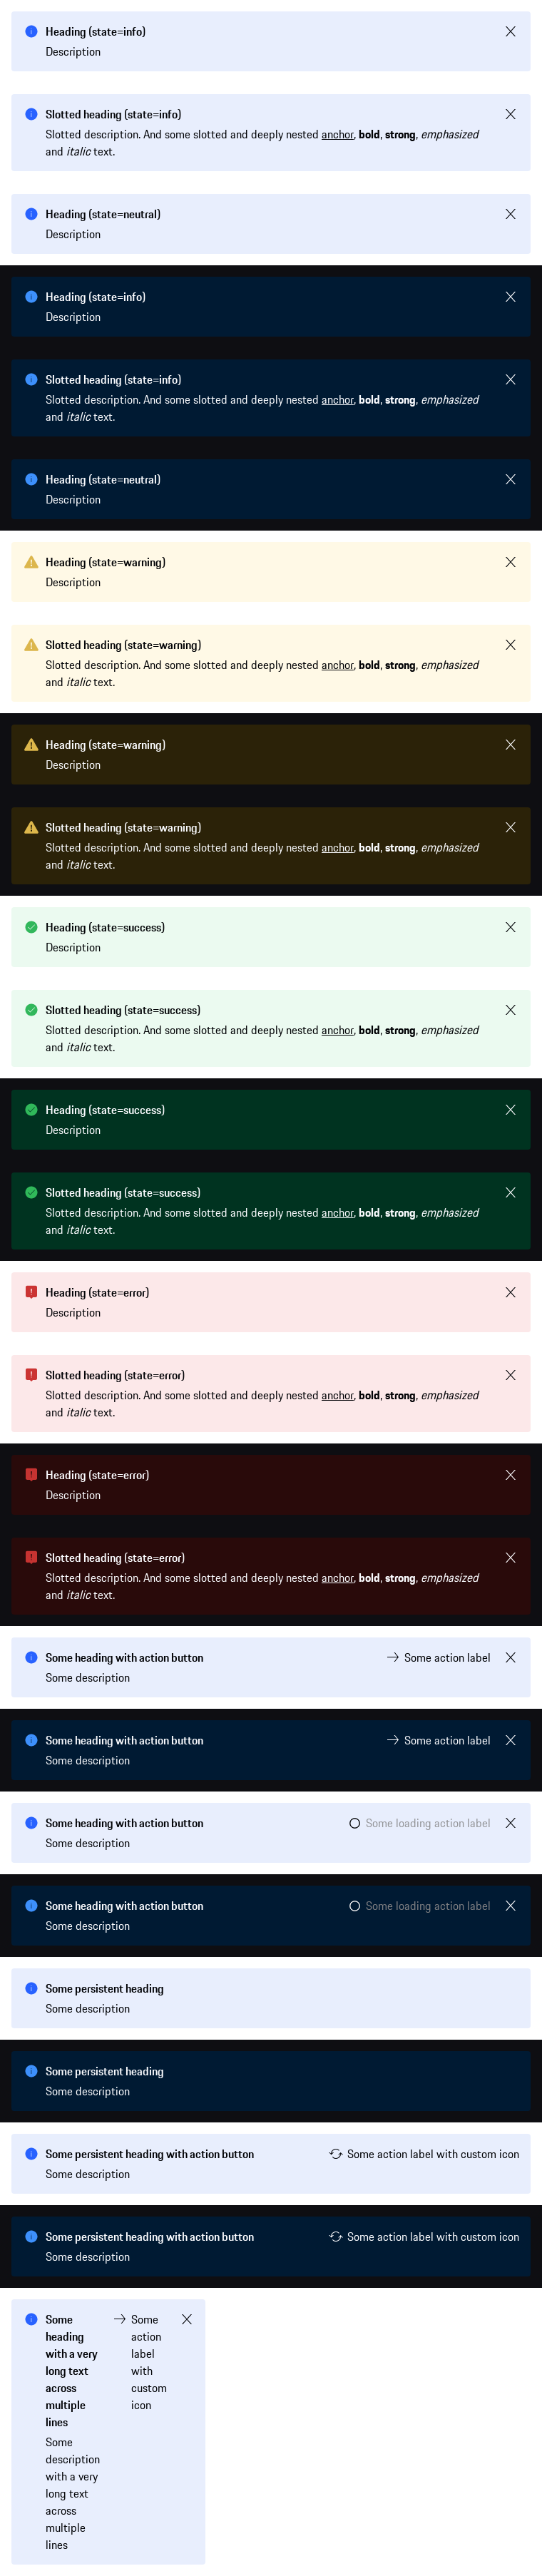 Heading (state=info)
Description
Slotted heading (state=info)
Slotted description. And some slotted and deeply nested anchor, bold, strong, emphasized
and italic text.
Heading (state=neutral)
Description
Heading (state=info)
Description
Slotted heading (state=info)
Slotted description. And some slotted and deeply nested anchor, bold, strong, emphasized
and italic text.
Heading (state=neutral)
Description
Heading (state=warning)
Description
Slotted heading (state=warning)
Slotted description. And some slotted and deeply nested anchor, bold, strong, emphasized
and italic text.
Heading (state=warning)
Description
Slotted heading (state=warning)
Slotted description. And some slotted and deeply nested anchor, bold, strong, emphasized
and italic text.
Heading (state=success)
Description
Slotted heading (state=success)
Slotted description. And some slotted and deeply nested anchor, bold, strong, emphasized
and italic text.
Heading (state=success)
Description
Slotted heading (state=success)
Slotted description. And some slotted and deeply nested anchor, bold, strong, emphasized
and italic text.
Heading (state=error)
Description
Slotted heading (state=error)
Slotted description. And some slotted and deeply nested anchor, bold, strong, emphasized
and italic text.
Heading (state=error)
Description
Slotted heading (state=error)
Slotted description. And some slotted and deeply nested anchor, bold, strong, emphasized
and italic text.
Some heading with action button
Some action label
Some description
Some heading with action button
Some action label
Some description
Some heading with action button
Some loading action label
Some description
Some heading with action button
Some loading action label
Some description
Some persistent heading
Some description
Some persistent heading
Some description
Some persistent heading with action button
Some action label with custom icon
Some description
Some persistent heading with action button
Some action label with custom icon
Some description
Some
heading
with a very
long text
across
multiple
lines
Some
description
with a very
long text
across
multiple
lines
Some
action
label
with
custom
icon